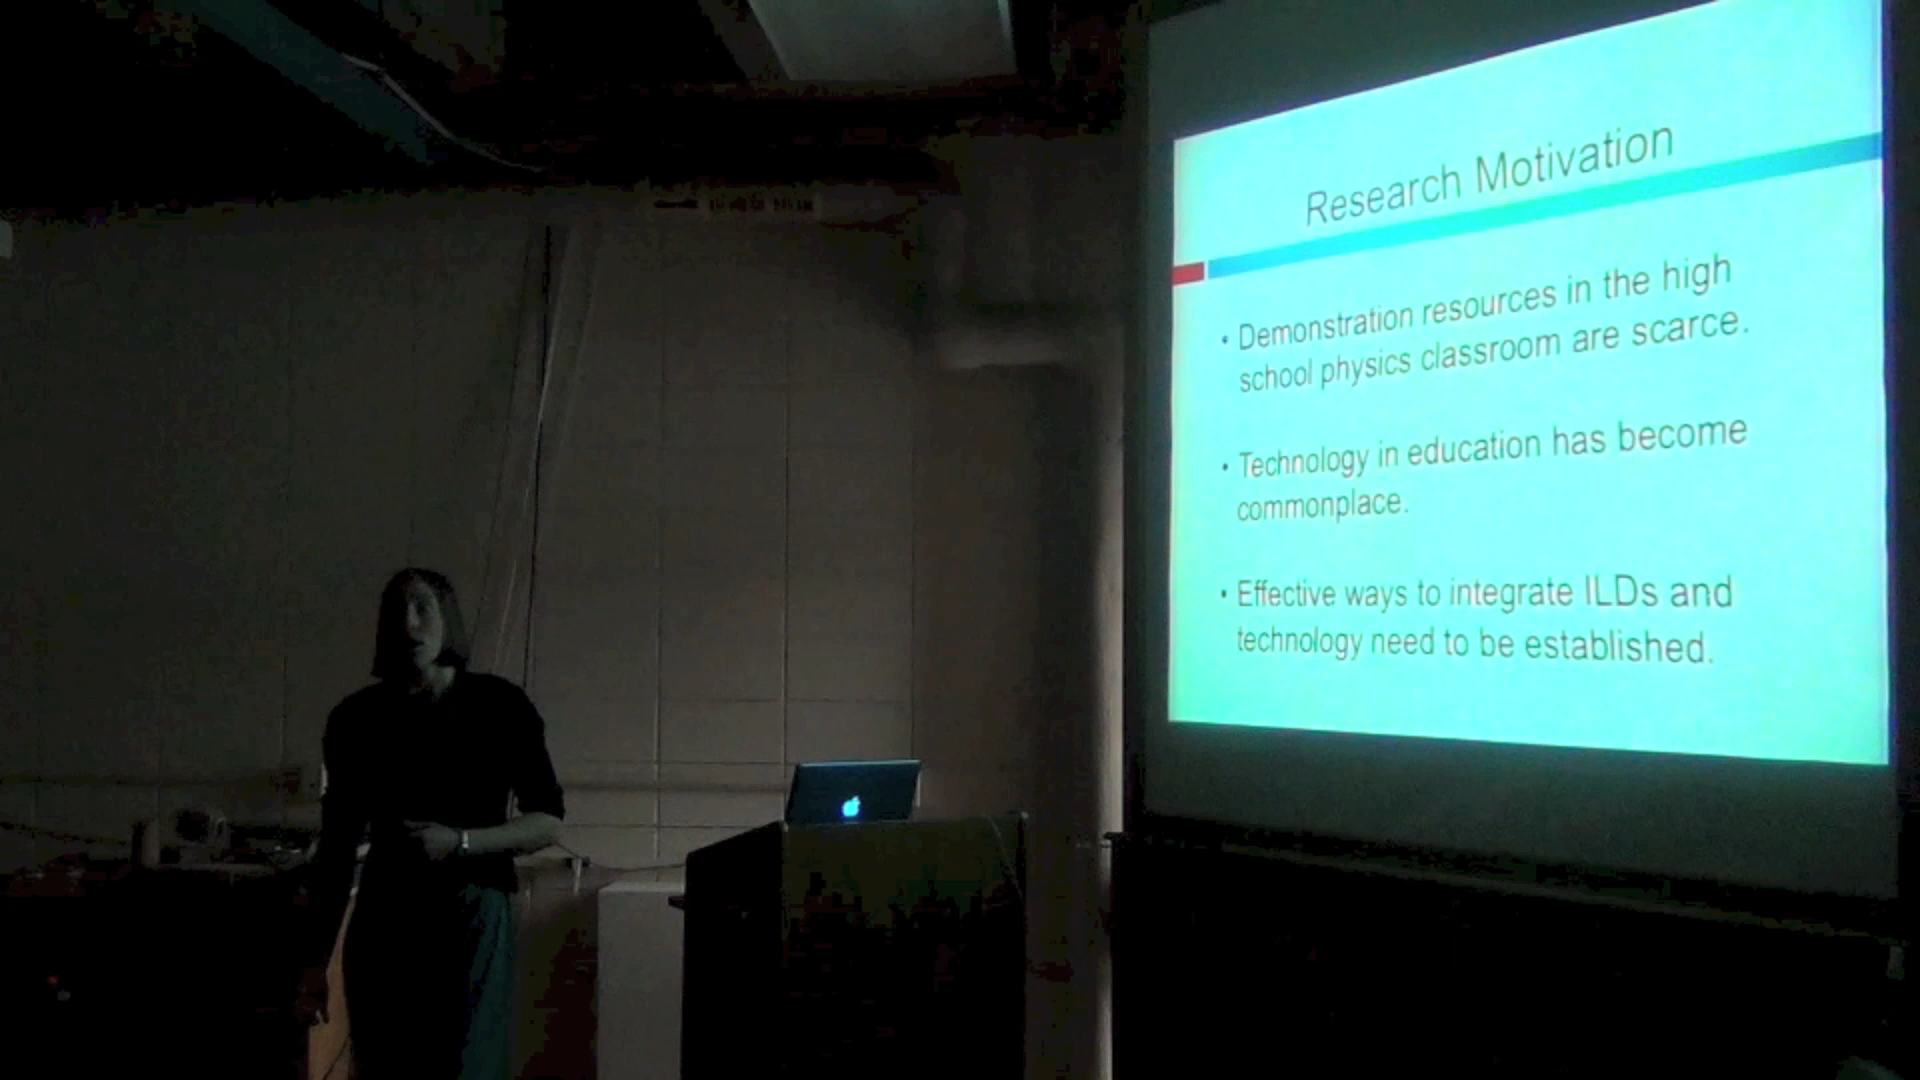 Research Motivation
• Demonstration resources in the high
school physics classroom are scarce.
• Technology in education has become
commonplace.
• Effective ways to integrate ILDs and
technology need to be established.